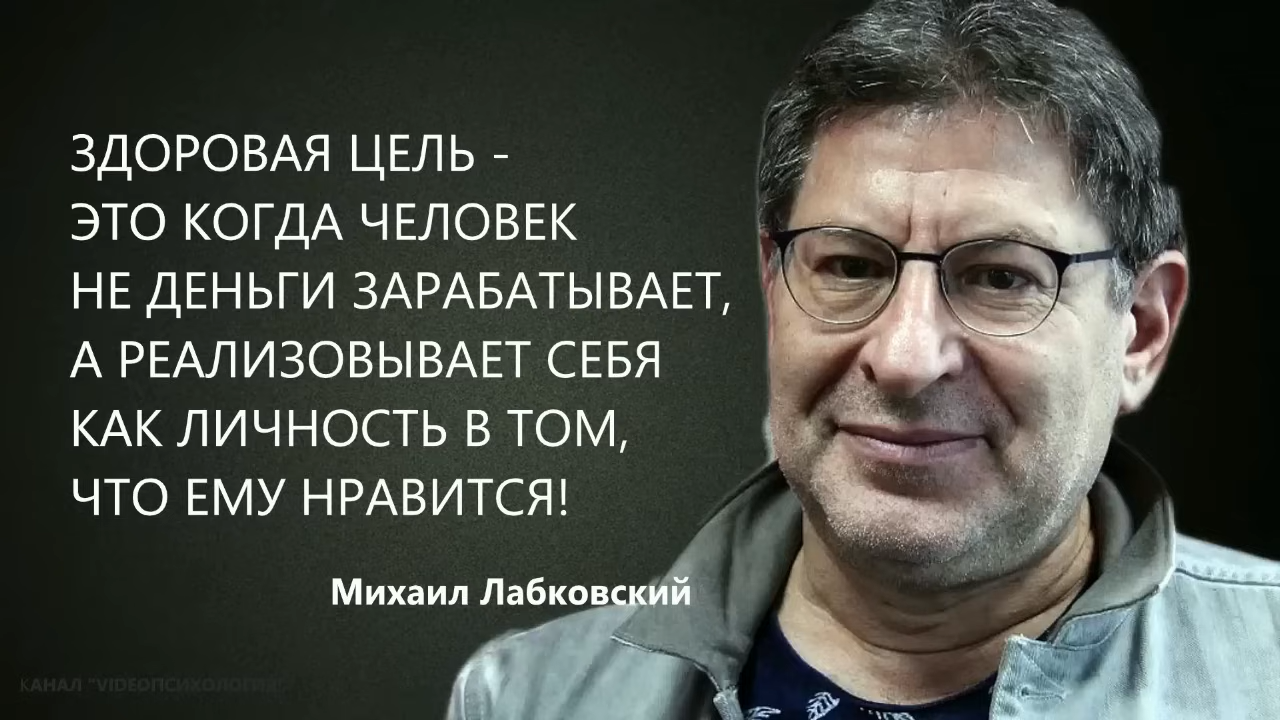 ЗДОРОВАЯ ЦЕЛЬ -
ЭТО КОГДА ЧЕЛОВЕК
НЕ ДЕНЬГИ ЗАРАБАТЫВАЕТ,
А РЕАЛИЗОВЫВАЕТ СЕБЯ
КАК ЛИЧНОСТЬ В ТОМ,
ЧТО ЕМУ НРАВИТСЯ!
Михаил Лабковский
КАНАЛ "VIDEOПСИХОЛОГИЯ"